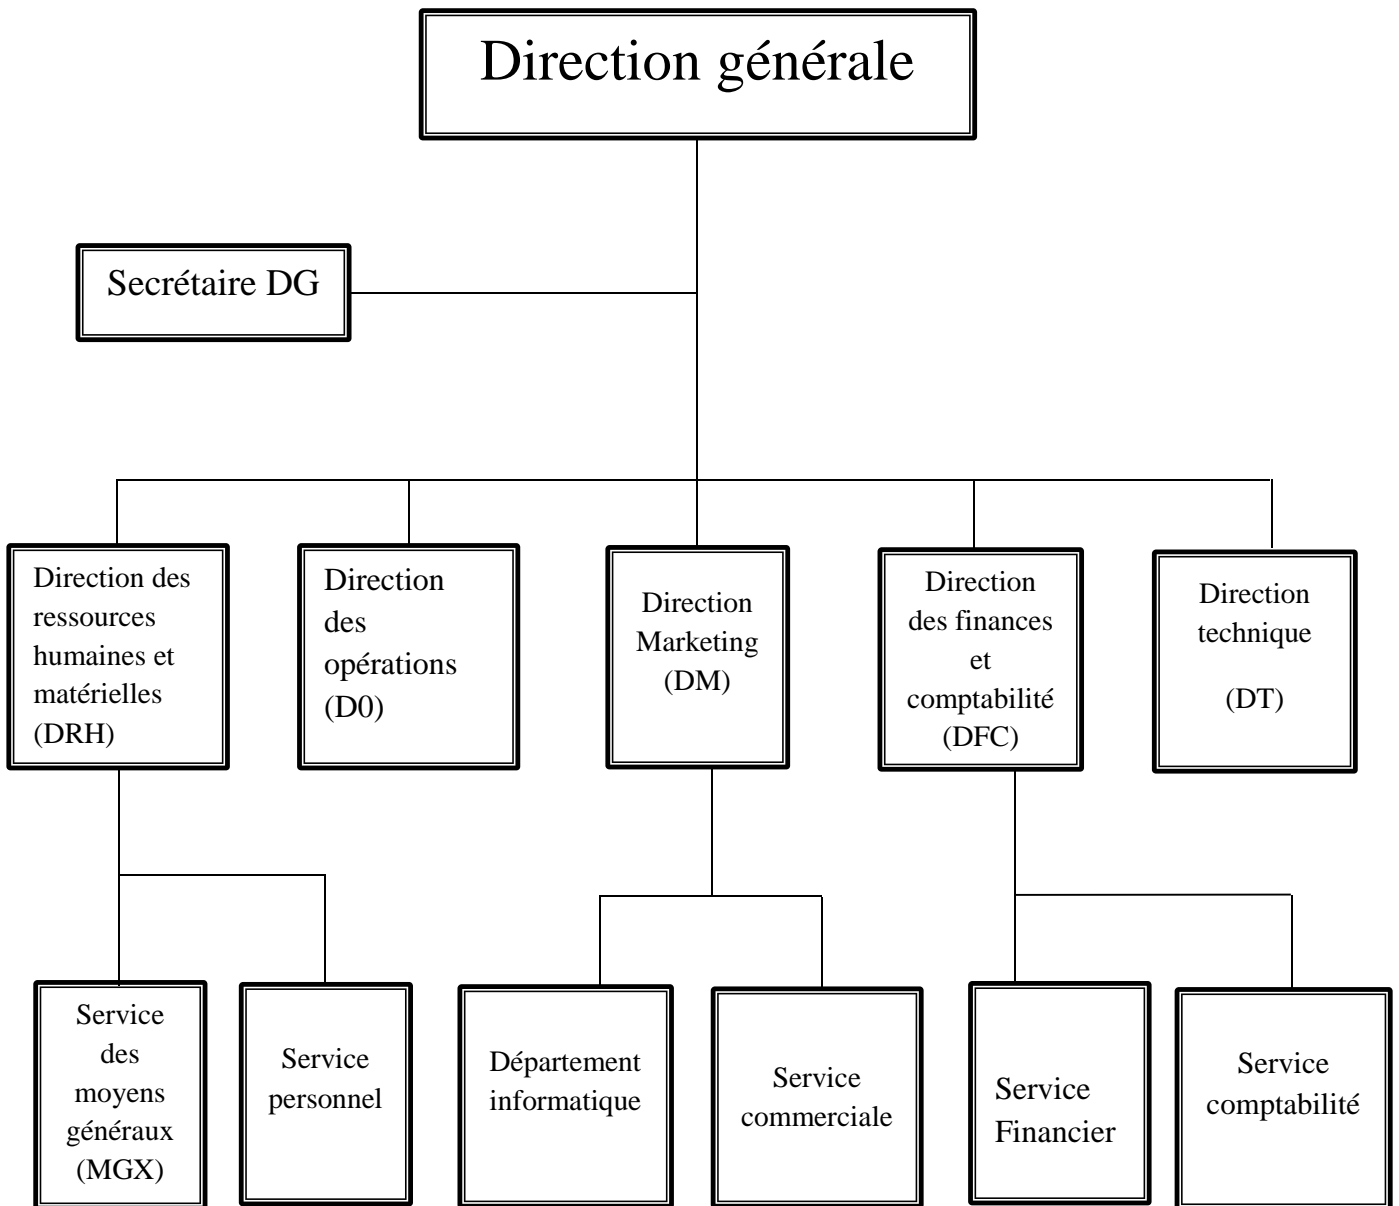 Direction générale
Secrétaire DG
Direction des
ressources
humaines et
matérielles
(DRH)
Direction
des
opérations
(D0)
Direction
Marketing
(DM)
Direction
des finances
et
comptabilité
(DFC)
Direction
technique
(DT)
Service
des
moyens
généraux
(MGX)
Service
personnel
Département
informatique
Service
commerciale
Service
Financier
Service
comptabilité